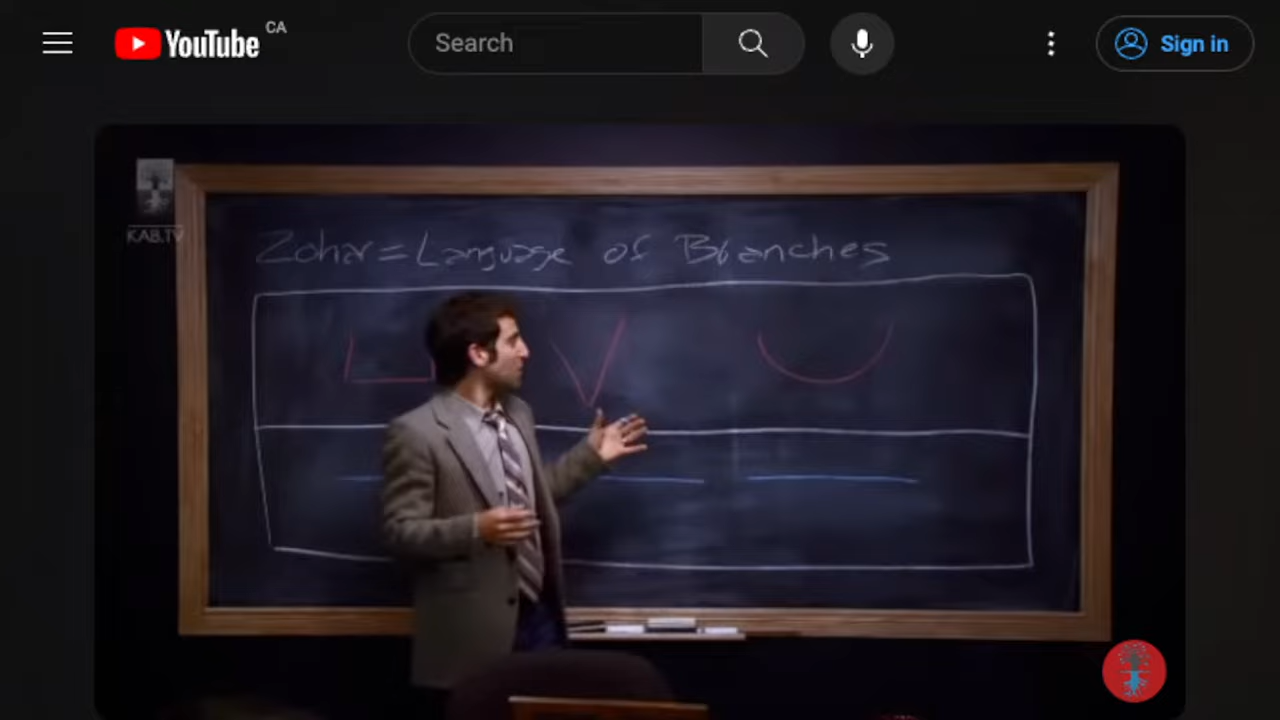 YouTube CA
Search
Sign in
KAB.TV
Zohar = Language of Branches